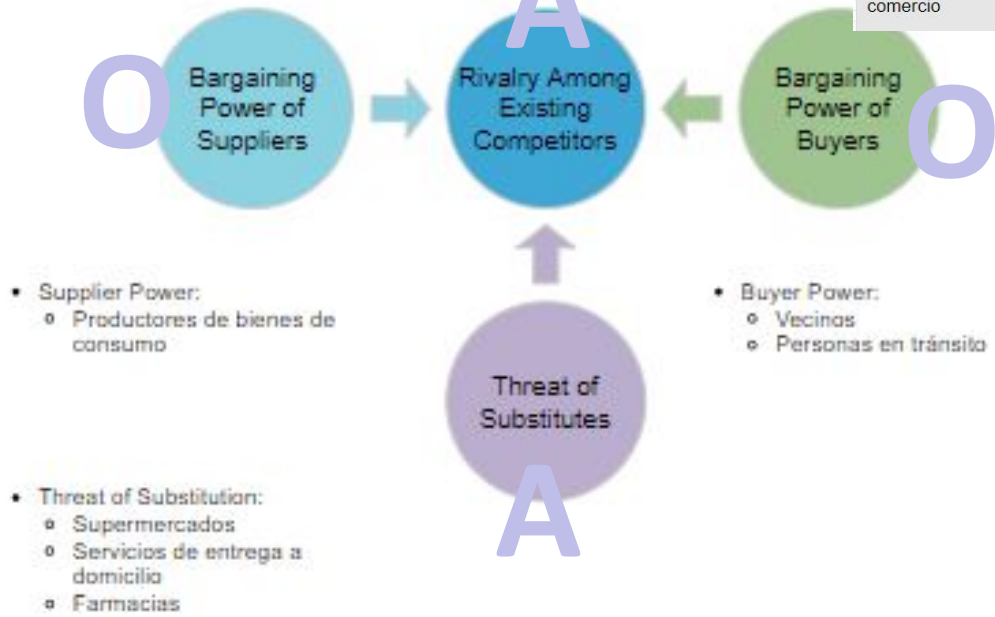 comercio
A
O
Bargaining
Power of
Suppliers
Rivalry Among
Existing
Competitors
Bargaining
Power of
Buyers
O
• Supplier Power:
o Productores de bienes de
consumo
• Buyer Power:
o Vecinos
o Personas en tránsito
Threat of
Substitutes
A
• Threat of Substitution:
o Supermercados
o Servicios de entrega a
domicilio
o Farmacias